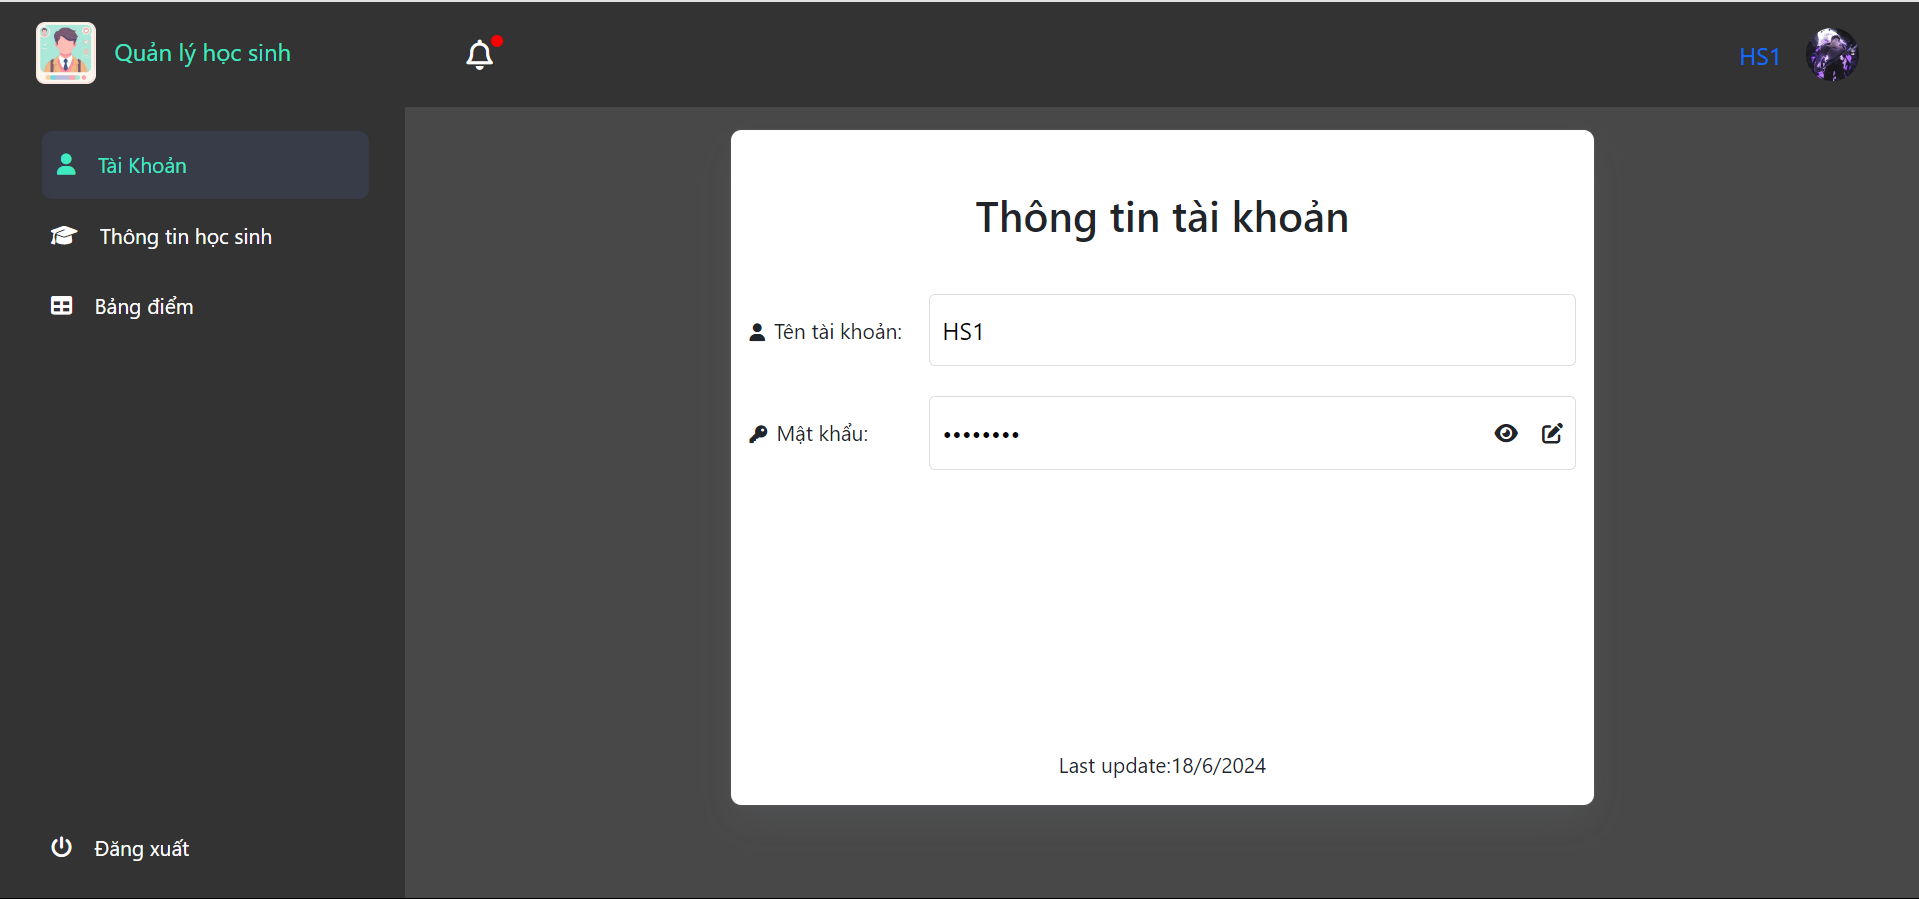 Quản lý học sinh
HS1
Tài Khoản
Thông tin học sinh
Bảng điểm
Đăng xuất
Thông tin tài khoản
Tên tài khoản:
HS1
Mật khẩu:
••••••••
Last update:18/6/2024